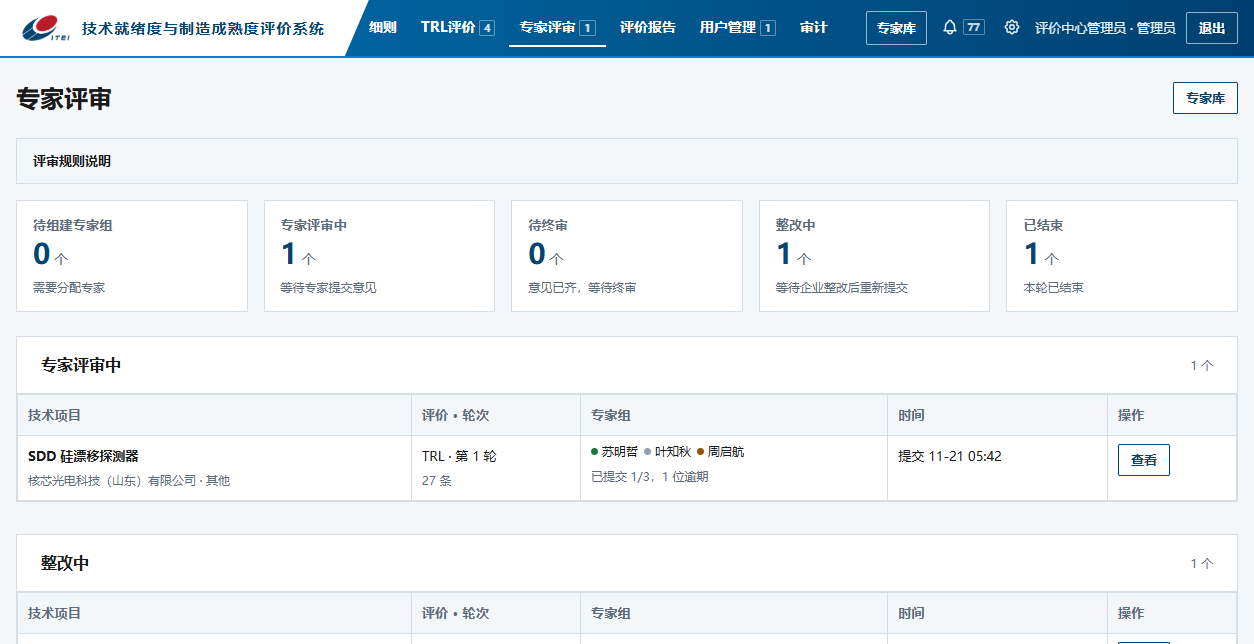 ITEI 技术就绪度与制造成熟度评价系统 细则 TRL评价 4 专家评审 1 评价报告 用户管理 1 审计 专家库 77 评价中心管理员 · 管理员 退出
专家评审 专家库
评审规则说明
待组建专家组 专家评审中 待终审 整改中 已结束
0 个 1 个 0 个 1 个 1 个
需要分配专家 等待专家提交意见 意见已齐，等待终审 等待企业整改后重新提交 本轮已结束
专家评审中 1 个
技术项目 评价・轮次 专家组 时间 操作
SDD 硅漂移探测器 TRL · 第 1 轮 苏明哲 叶知秋 周启航 提交 11-21 05:42 查看
核芯光电科技（山东）有限公司 · 其他 27 条 已提交 1/3，1 位逾期
整改中 1 个
技术项目 评价・轮次 专家组 时间 操作